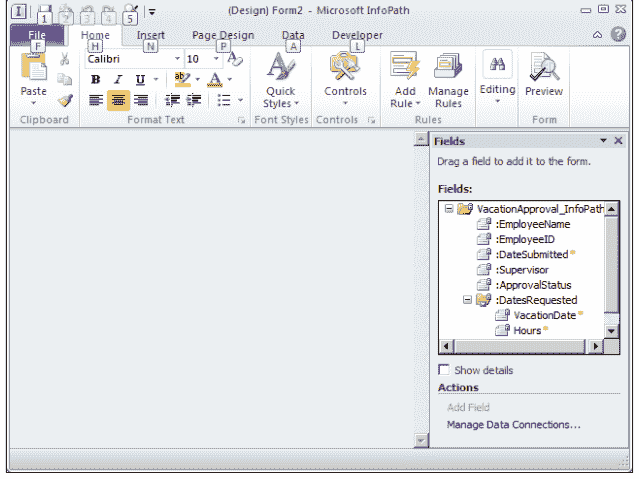 (Design) Form2 - Microsoft InfoPath
1 2 3 4 5
File Home Insert Page Design Data Developer
F H N P A L
Calibri 10
Paste
B I U A
Quick Styles
Controls
Add Rule
Manage Rules
Editing
Preview
Clipboard Format Text Font Styles Controls Rules Form
Fields
Drag a field to add it to the form.
Fields:
VacationApproval_InfoPath
:EmployeeName
:EmployeeID
:DateSubmitted
:Supervisor
:ApprovalStatus
:DatesRequested
VacationDate
Hours
Show details
Actions
Add Field
Manage Data Connections...